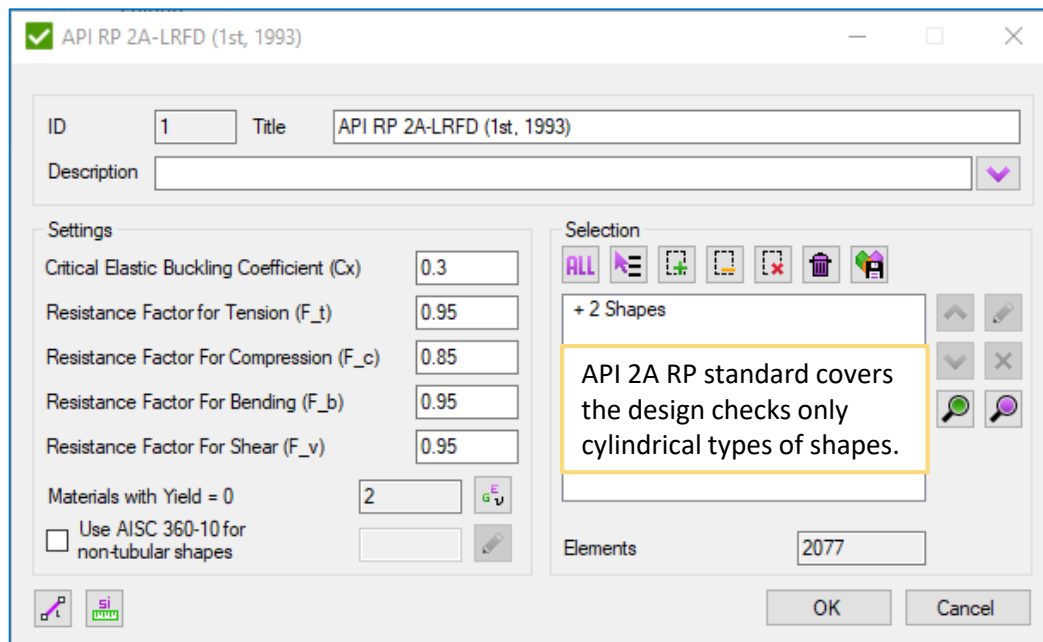 API RP 2A-LRFD (1st, 1993)
ID 1 Title API RP 2A-LRFD (1st, 1993)
Description
Settings
Critical Elastic Buckling Coefficient (Cx) 0.3
Resistance Factor for Tension (F_t) 0.95
Resistance Factor For Compression (F_c) 0.85
Resistance Factor For Bending (F_b) 0.95
Resistance Factor For Shear (F_v) 0.95
Materials with Yield = 0 2 G E ν
Use AISC 360-10 for
non-tubular shapes
Selection
ALL
+ 2 Shapes
API 2A RP standard covers
the design checks only
cylindrical types of shapes.
Elements 2077
L si
OK Cancel